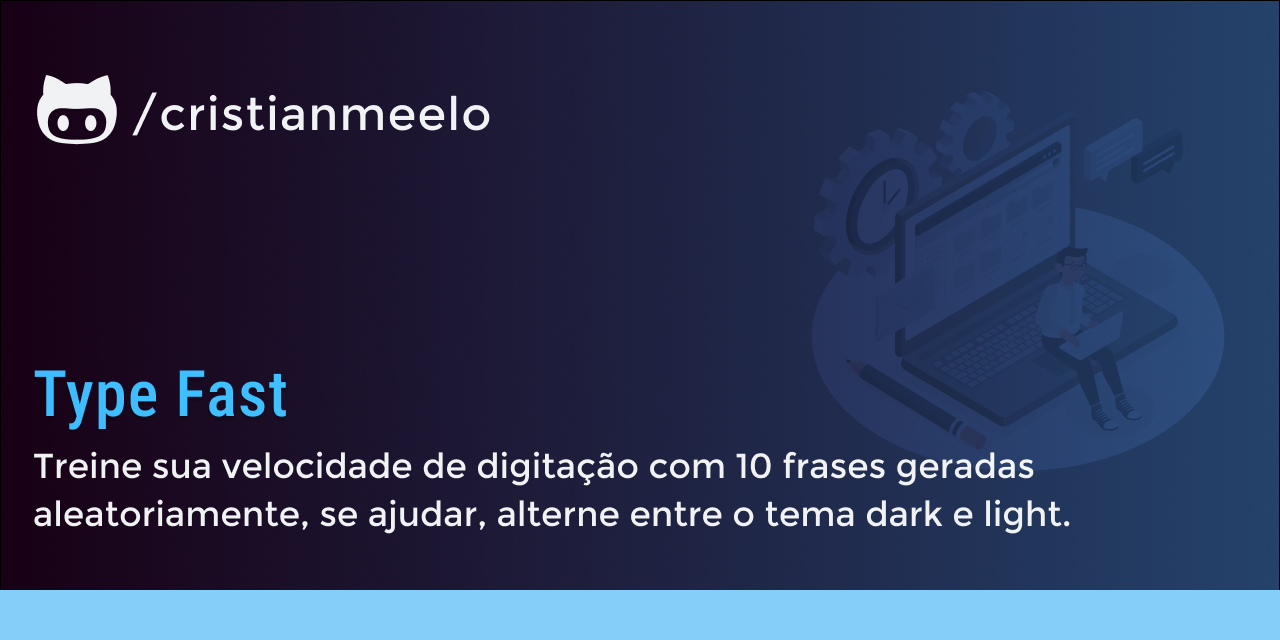 /cristianmeelo
Type Fast
Treine sua velocidade de digitação com 10 frases geradas
aleatoriamente, se ajudar, alterne entre o tema dark e light.